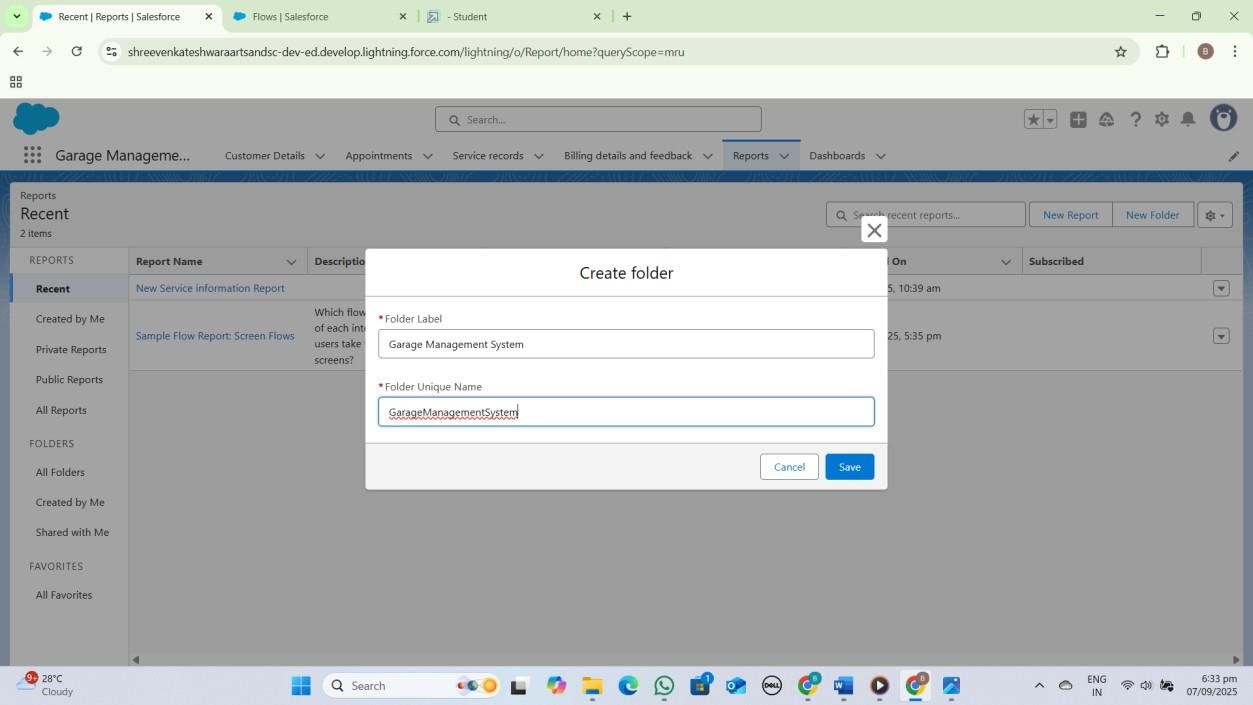 Recent | Reports | Salesforce
Flows | Salesforce
- Student
shreevenkateshwaraartsandsc-dev-ed.develop.lightning.force.com/lightning/o/Report/home?queryScope=mru
B
Search...
Garage Manageme...
Customer Details
Appointments
Service records
Billing details and feedback
Reports
Dashboards
Reports
Recent
2 items
Search recent reports...
New Report
New Folder
REPORTS
Report Name
Descriptio
On
Subscribed
Recent
New Service information Report
5, 10:39 am
Created by Me
Which flow
of each inte
Sample Flow Report: Screen Flows
users take
25, 5:35 pm
screens?
Private Reports
Public Reports
All Reports
FOLDERS
All Folders
Created by Me
Shared with Me
FAVORITES
All Favorites
Create folder
*Folder Label
Garage Management System
*Folder Unique Name
GarageManagementSystem
Cancel
Save
9+
28°C
Cloudy
Search
1
DELL
B
B
ENG
IN
6:33 pm
07/09/2025